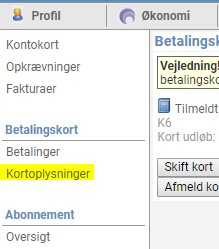 Profil
Økonomi
Kontokort
Opkrævninger
Fakturaer
Betalingskort
Betalinger
Kortoplysninger
Abonnement
Oversigt
Betalingsk
Vejledning!
betalingsko
Tilmeldt
K6
Kort udløb:
Skift kort
Afmeld ko